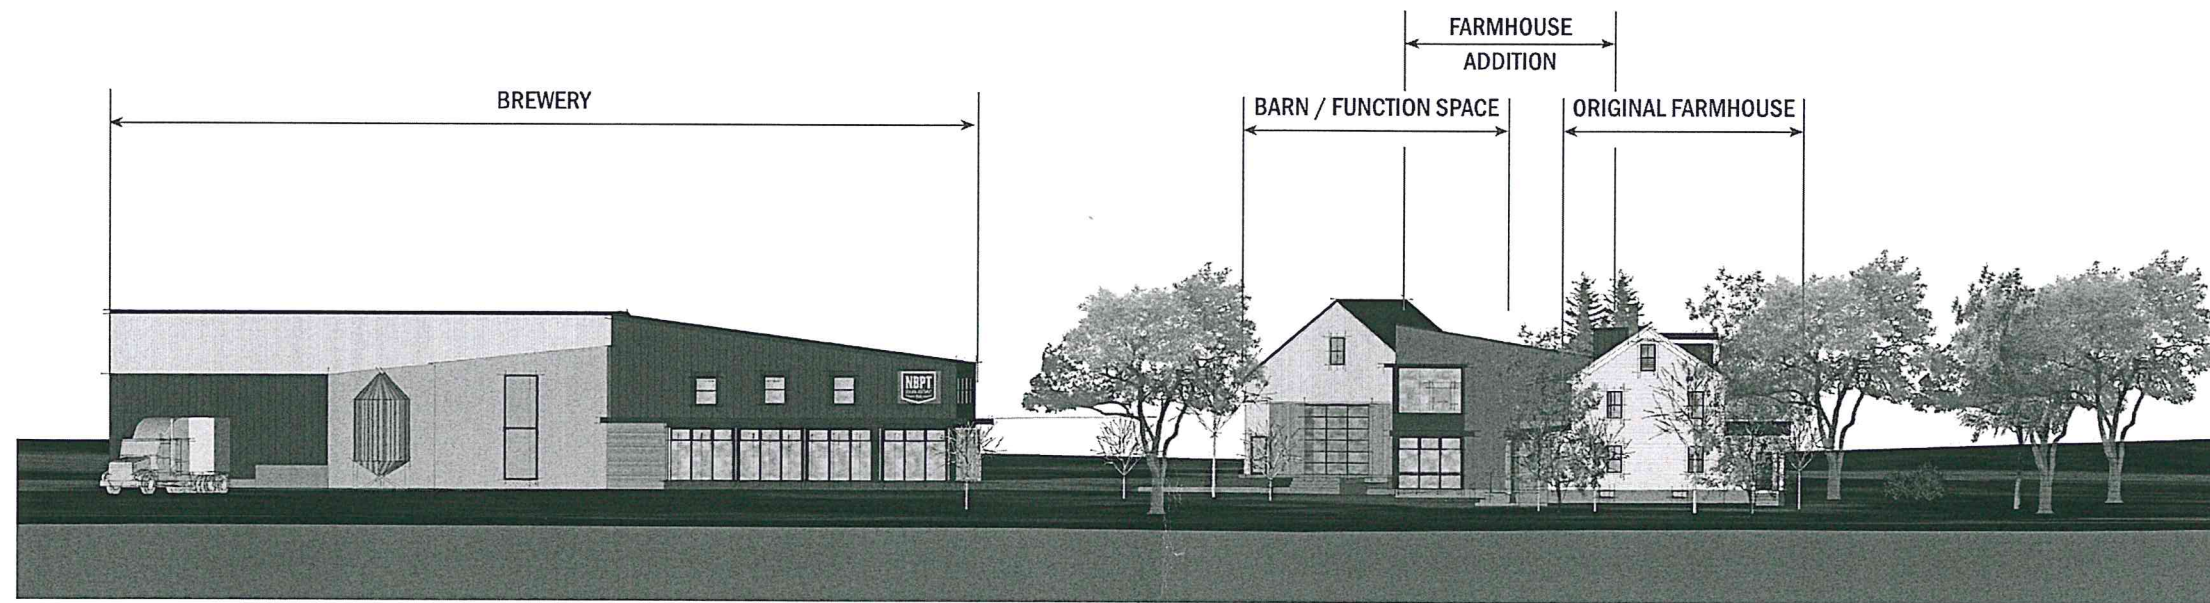 FARMHOUSE
ADDITION
BREWERY
BARN / FUNCTION SPACE
ORIGINAL FARMHOUSE
NBPT